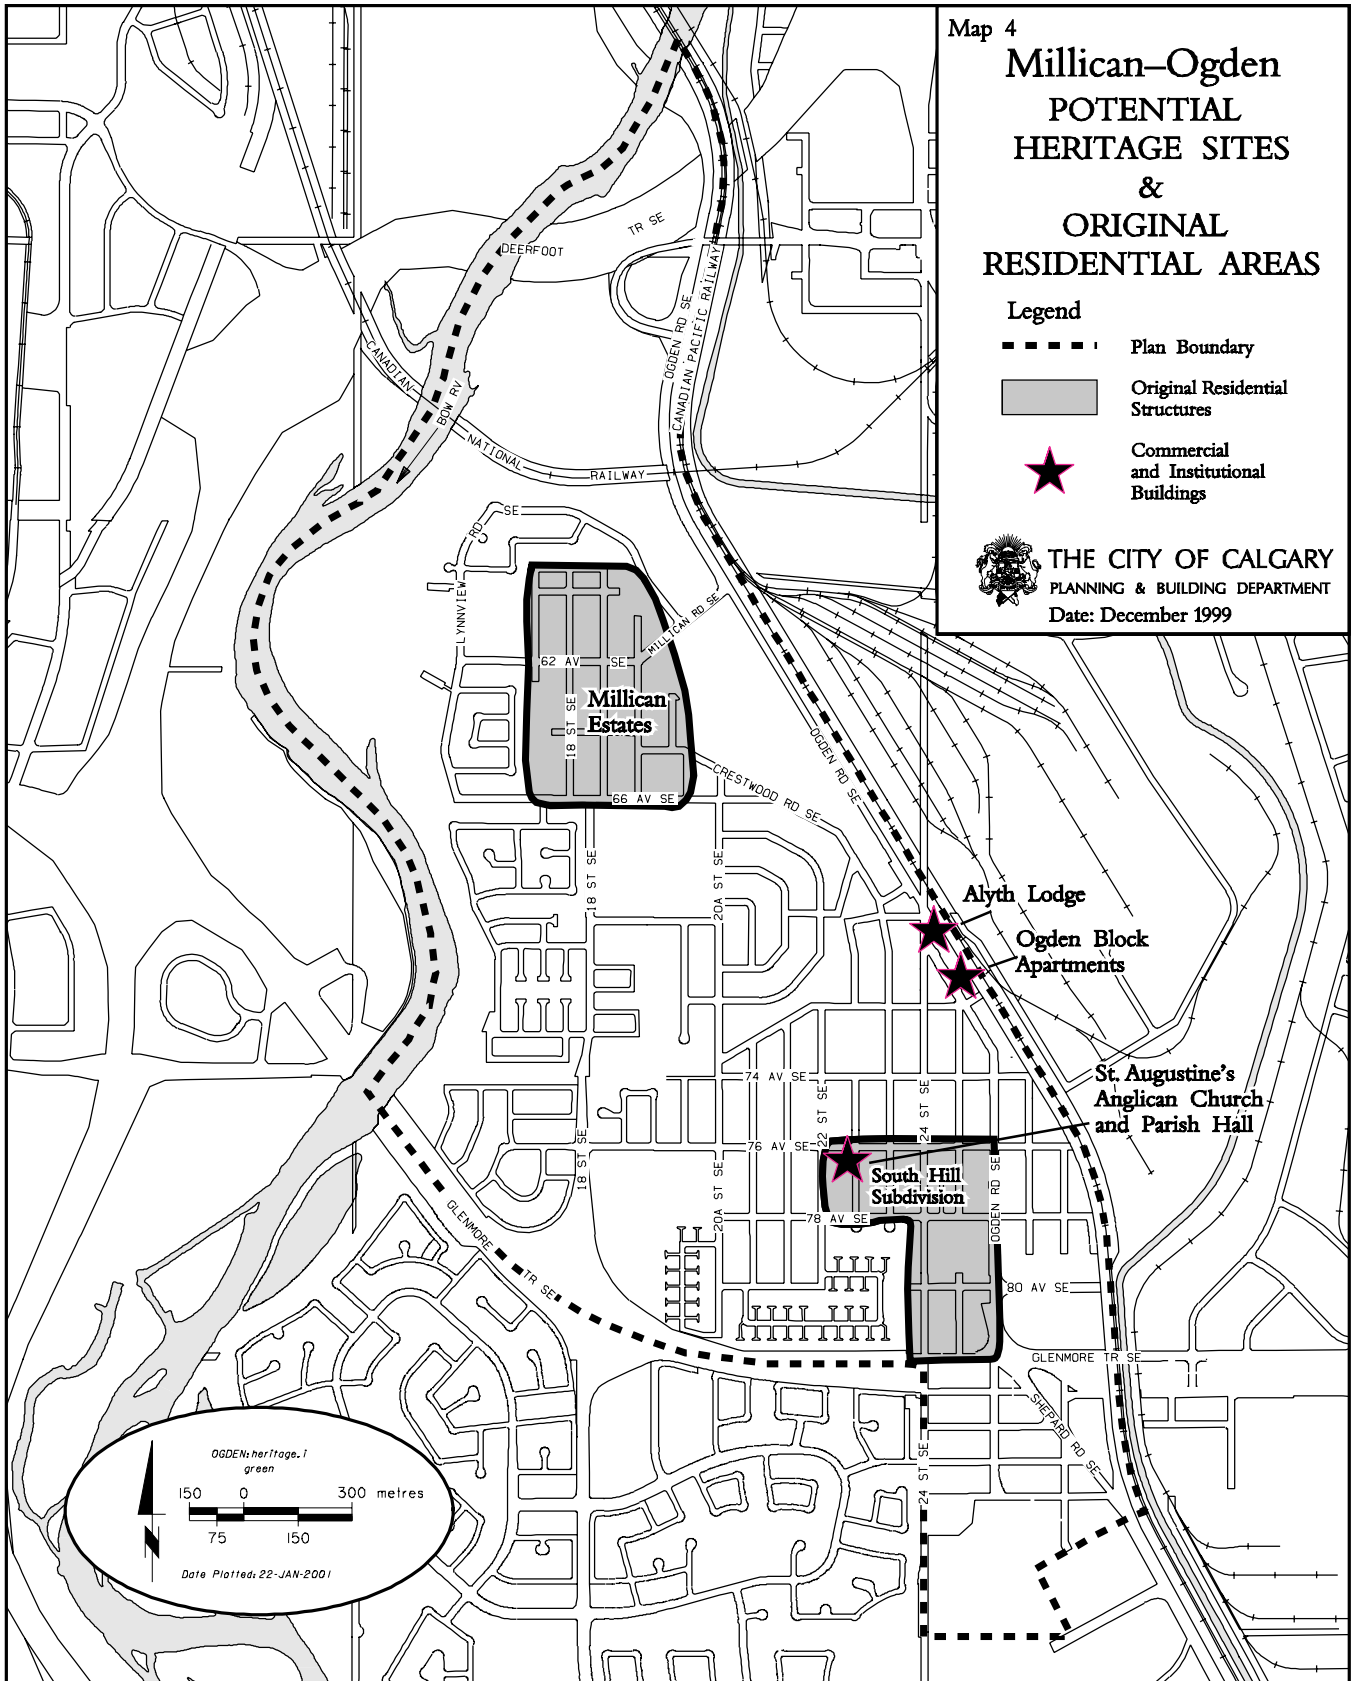 Map 4
Millican–Ogden
POTENTIAL
HERITAGE SITES
&
ORIGINAL
RESIDENTIAL AREAS
Legend
Plan Boundary
Original Residential
Structures
Commercial
and Institutional
Buildings
THE CITY OF CALGARY
PLANNING & BUILDING DEPARTMENT
Date: December 1999
DEERFOOT
TR SE
OGDEN RD SE
CANADIAN PACIFIC RAILWAY
CANADIAN
BOW RV
NATIONAL
RAILWAY
LYNNVIEW
RD
SE
MILLICAN RD SE
62 AV
SE
18 ST SE
Millican
Estates
66 AV SE
CRESTWOOD RD SE
OGDEN RD SE
18 ST SE
20A ST SE
Alyth Lodge
Ogden Block
Apartments
St. Augustine's
Anglican Church
and Parish Hall
74 AV SE
22 ST SE
24 ST SE
76 AV SE
18 ST SE
20A ST SE
South Hill
Subdivision
78 AV SE
OGDEN RD SE
80 AV SE
GLENMORE
TR SE
GLENMORE TR SE
SHEPARD RD SE
24 ST SE
OGDEN:heritage.i
green
150 0 300 metres
75 150
Date Plotted: 22-JAN-2001